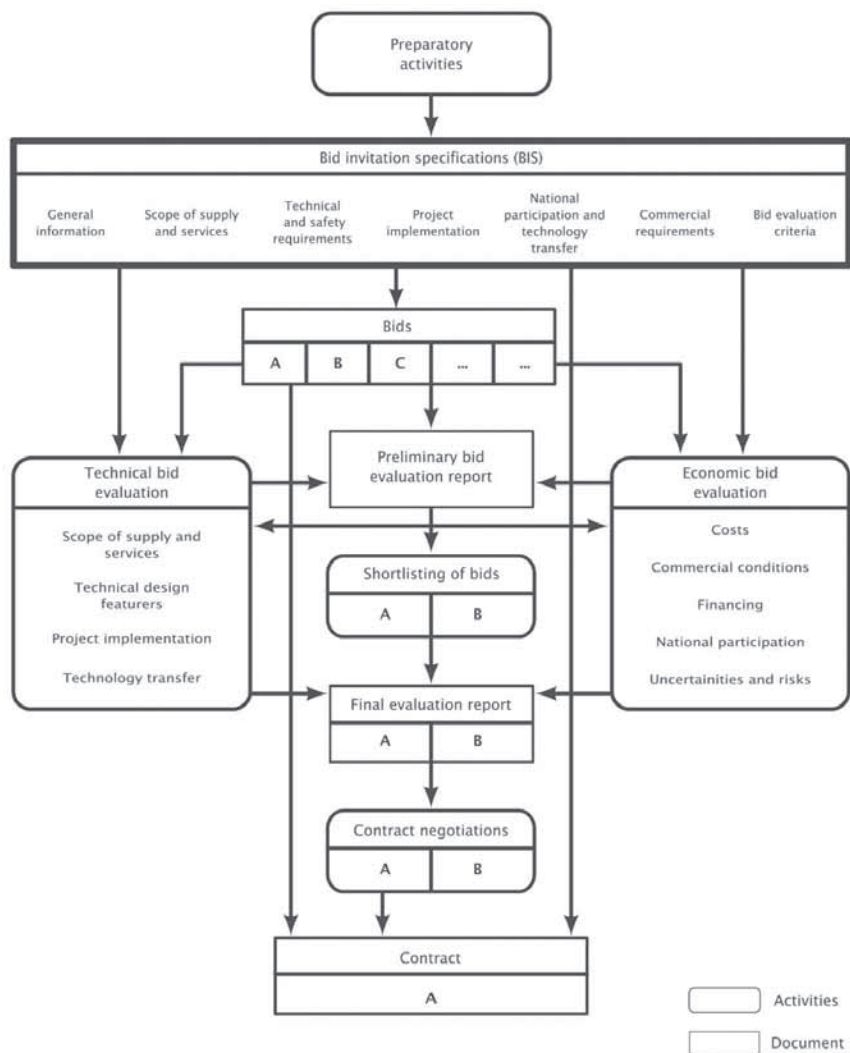 Preparatory
activities
Bid invitation specifications (BIS)
General
information
Scope of supply
and services
Technical
and safety
requirements
Project
implementation
National
participation and
technology
transfer
Commercial
requirements
Bid evaluation
criteria
Bids
A B C ... ...
Technical bid
evaluation
Scope of supply and
services
Technical design
featurers
Project implementation
Technology transfer
Preliminary bid
evaluation report
Economic bid
evaluation
Costs
Commercial conditions
Financing
National participation
Uncertainities and risks
Shortlisting of bids
A B
Final evaluation report
A B
Contract negotiations
A B
Contract
A
Activities
Document